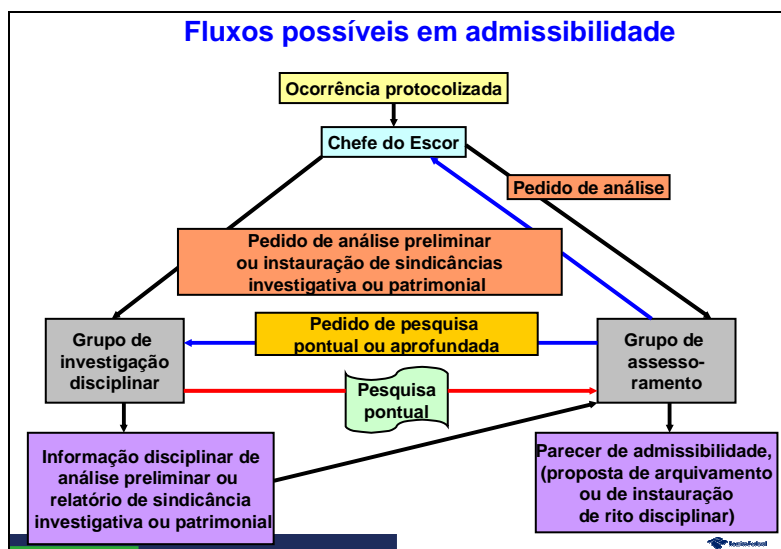 Fluxos possíveis em admissibilidade
Ocorrência protocolizada
Chefe do Escor
Pedido de análise
Pedido de análise preliminar
ou instauração de sindicâncias
investigativa ou patrimonial
Grupo de
investigação
disciplinar
Pedido de pesquisa
pontual ou aprofundada
Grupo de
assesso-
ramento
Pesquisa
pontual
Informação disciplinar de
análise preliminar ou
relatório de sindicância
investigativa ou patrimonial
Parecer de admissibilidade,
(proposta de arquivamento
ou de instauração
de rito disciplinar)